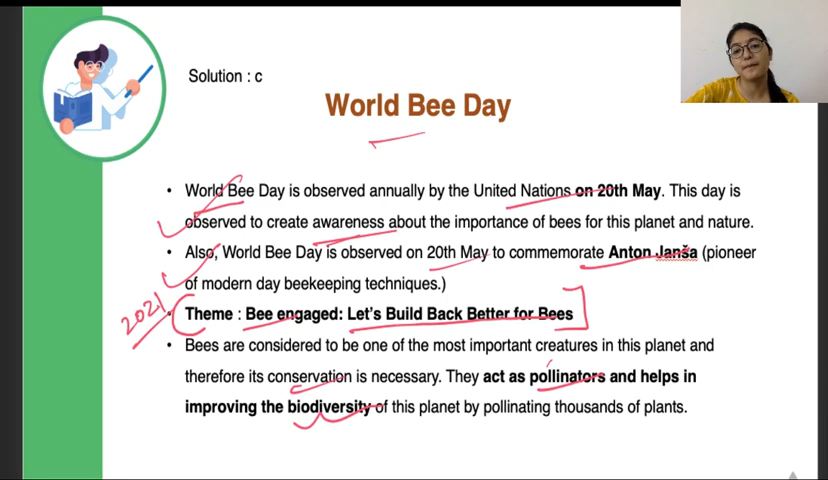 Solution : c
World Bee Day
• World Bee Day is observed annually by the United Nations on 20th May. This day is
observed to create awareness about the importance of bees for this planet and nature.
• Also, World Bee Day is observed on 20th May to commemorate Anton Janša (pioneer
of modern day beekeeping techniques.)
2021
• Theme : Bee engaged: Let's Build Back Better for Bees
• Bees are considered to be one of the most important creatures in this planet and
therefore its conservation is necessary. They act as pollinators and helps in
improving the biodiversity of this planet by pollinating thousands of plants.